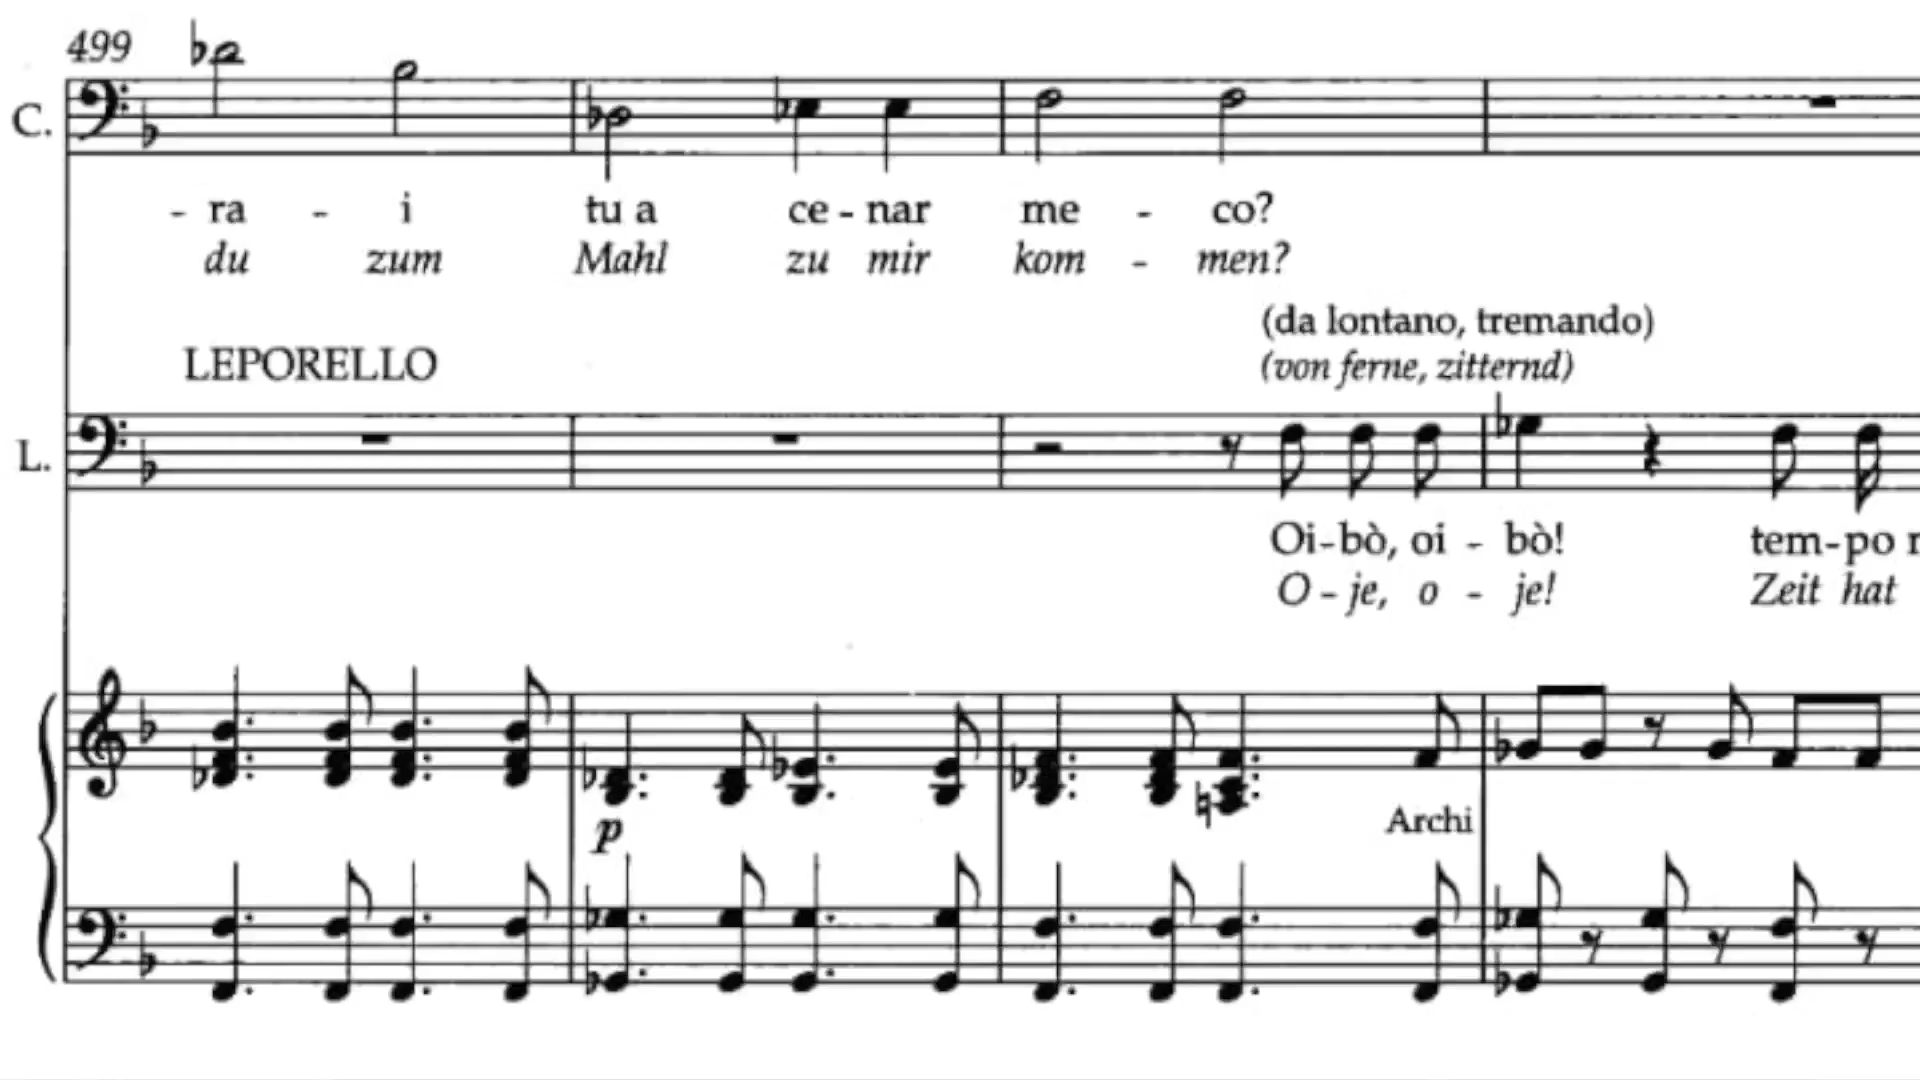 499
C.
- ra - i tu a ce - nar me - co?
du zum Mahl zu mir kom - men?
(da lontano, tremando)
LEPORELLO
(von ferne, zitternd)
L.
Oi-bò, oi - bò! tem-po
O - je, o - je! Zeit hat
p
Archi